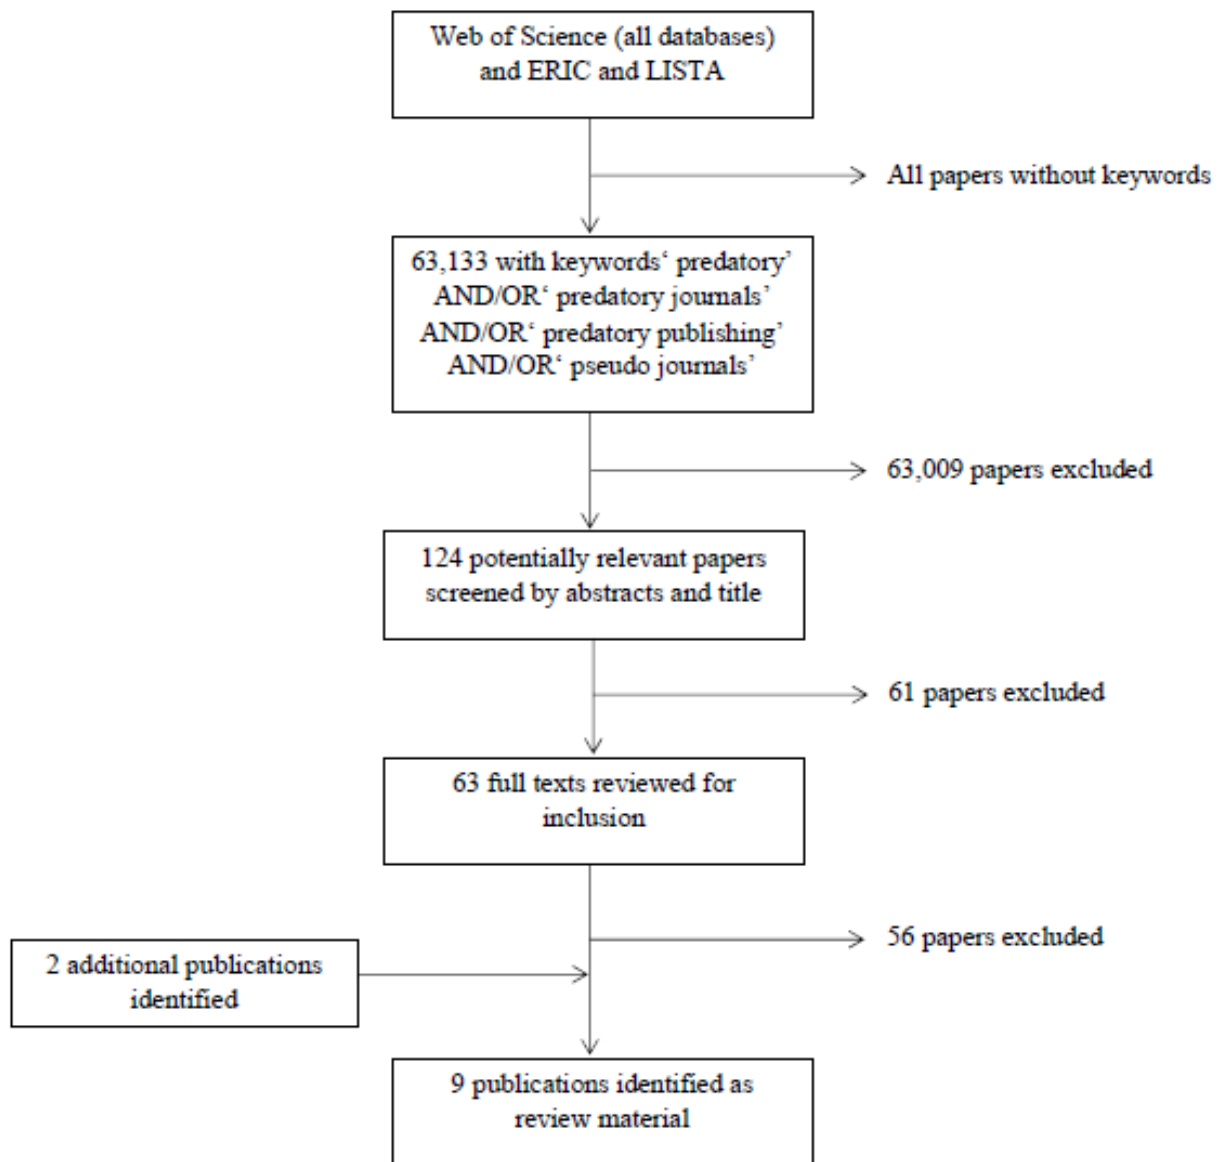 Web of Science (all databases)
and ERIC and LISTA
All papers without keywords
63,133 with keywords‘ predatory’
AND/OR‘ predatory journals’
AND/OR‘ predatory publishing’
AND/OR‘ pseudo journals’
63,009 papers excluded
124 potentially relevant papers
screened by abstracts and title
61 papers excluded
63 full texts reviewed for
inclusion
56 papers excluded
2 additional publications
identified
9 publications identified as
review material